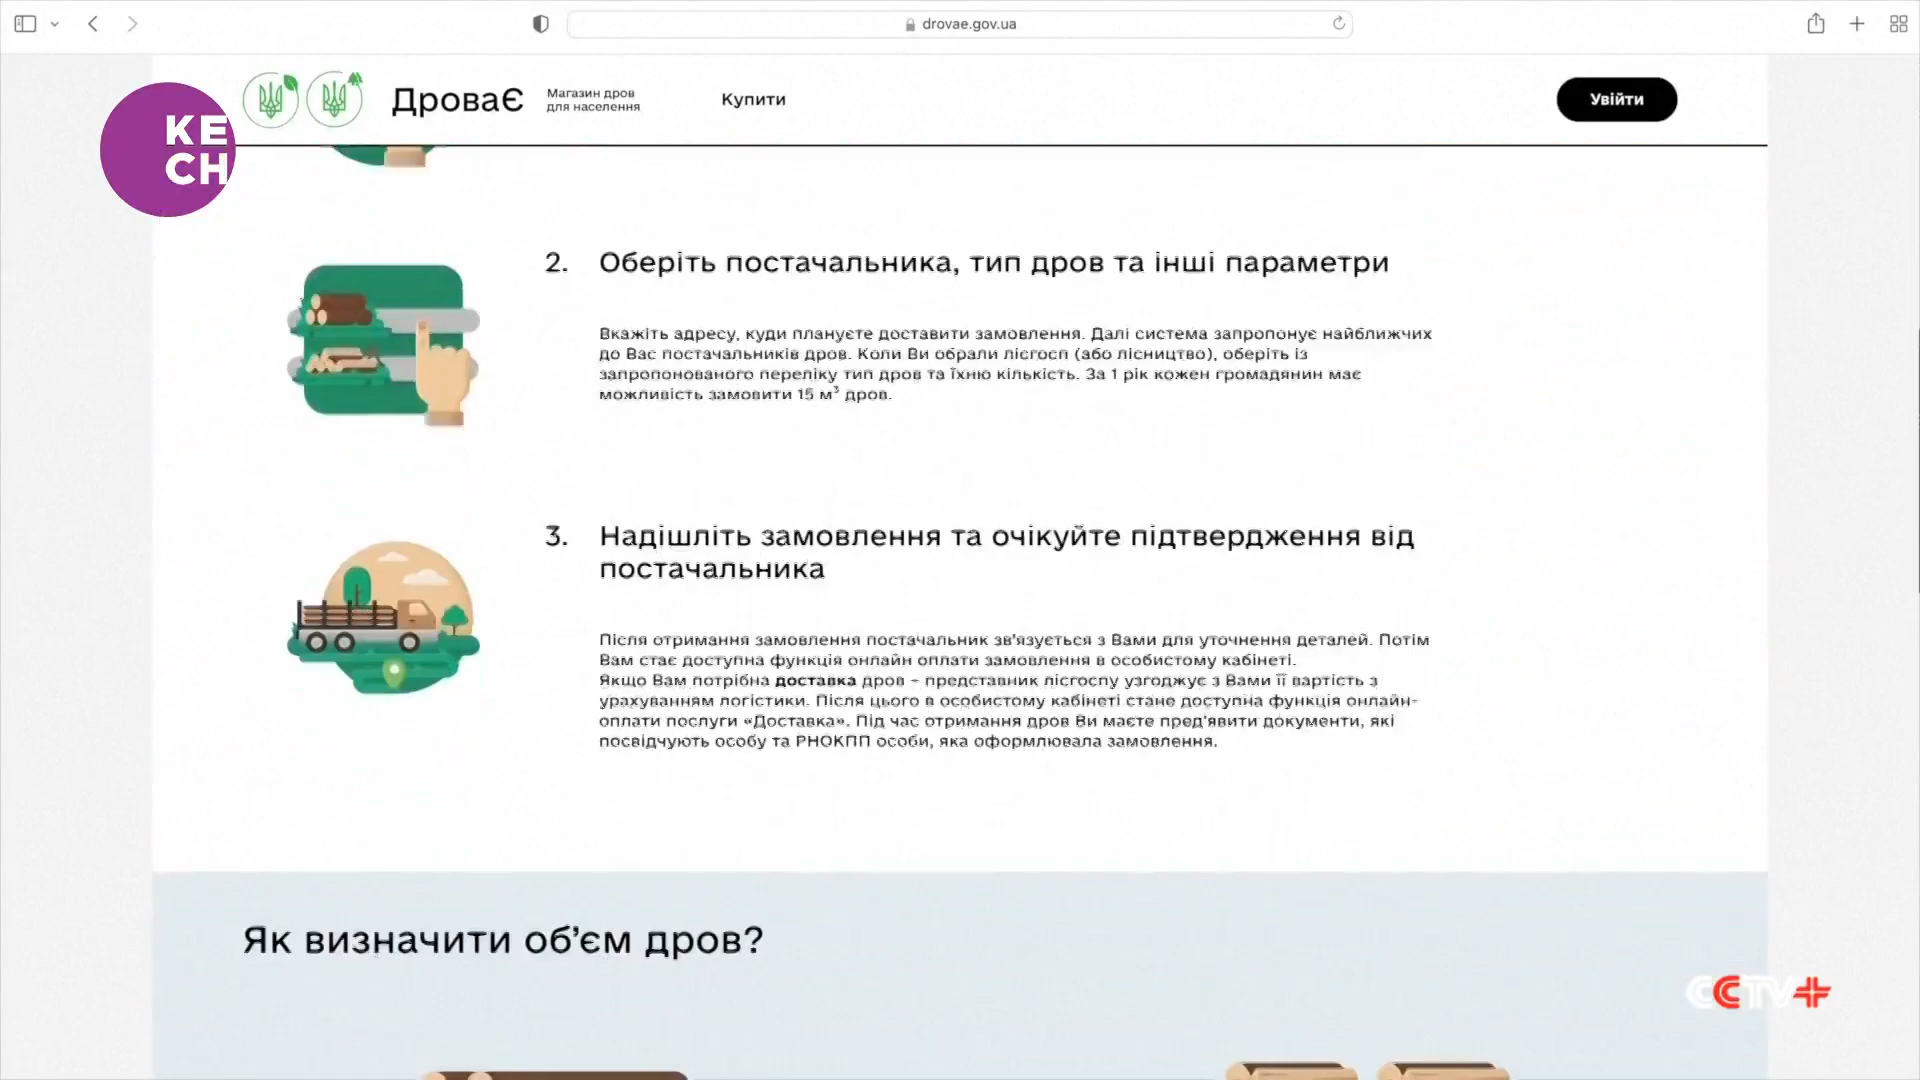 drovae.gov.ua
KE
CH
ДроваЄ
Магазин дров
для населення
Купити
Увійти
2. Оберіть постачальника, тип дров та інші параметри
Вкажіть адресу, куди плануєте доставити замовлення. Далі система запропонує найближчих
до Вас постачальників дров. Коли Ви обрали лісгосп (або лісництво), оберіть із
запропонованого переліку тип дров та їхню кількість. За 1 рік кожен громадянин має
можливість замовити 15 м³ дров.
3. Надішліть замовлення та очікуйте підтвердження від
постачальника
Після отримання замовлення постачальник зв'язується з Вами для уточнення деталей. Потім
Вам стає доступна функція онлайн оплати замовлення в особистому кабінеті.
Якщо Вам потрібна доставка дров – представник лісгоспу узгоджує з Вами її вартість з
урахуванням логістики. Після цього в особистому кабінеті стане доступна функція онлайн-
оплати послуги «Доставка». Під час отримання дров Ви маєте пред'явити документи, які
посвідчують особу та РНОКПП особи, яка оформлювала замовлення.
Як визначити об’єм дров?
CCTV+